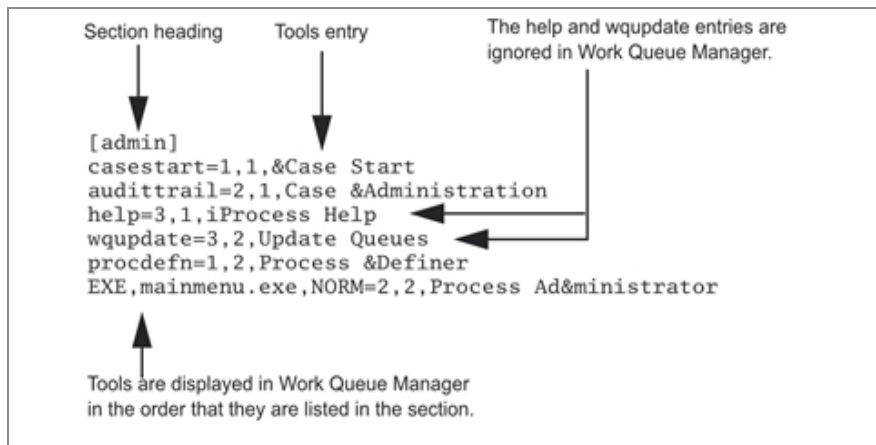 Section heading
Tools entry
The help and wqupdate entries are
ignored in Work Queue Manager.
[admin]
casestart=1,1,&Case Start
audittrail=2,1,Case &Administration
help=3,1,iProcess Help
wqupdate=3,2,Update Queues
procdefn=1,2,Process &Definer
EXE,mainmenu.exe,NORM=2,2,Process Ad&ministrator
Tools are displayed in Work Queue Manager
in the order that they are listed in the section.